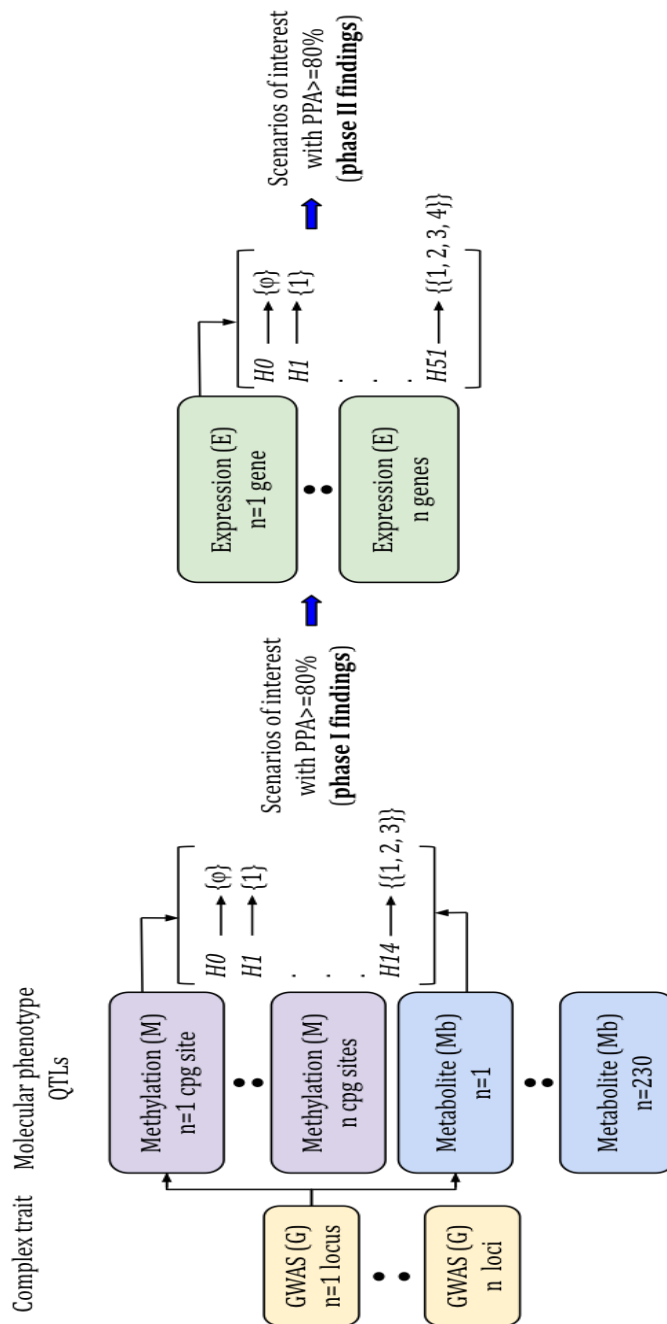 Complex trait
Molecular phenotype
QTLs
GWAS (G)
n=1 locus
GWAS (G)
n loci
Methylation (M)
n=1 cpg site
Methylation (M)
n cpg sites
Metabolite (Mb)
n=1
Metabolite (Mb)
n=230
H0 {φ}
H1 {1}
.
.
.
H14 {{1, 2, 3}}
Scenarios of interest
with PPA>=80%
(phase I findings)
Expression (E)
n=1 gene
Expression (E)
n genes
H0 {φ}
H1 {1}
.
.
.
H51 {{1, 2, 3, 4}}
Scenarios of interest
with PPA>=80%
(phase II findings)